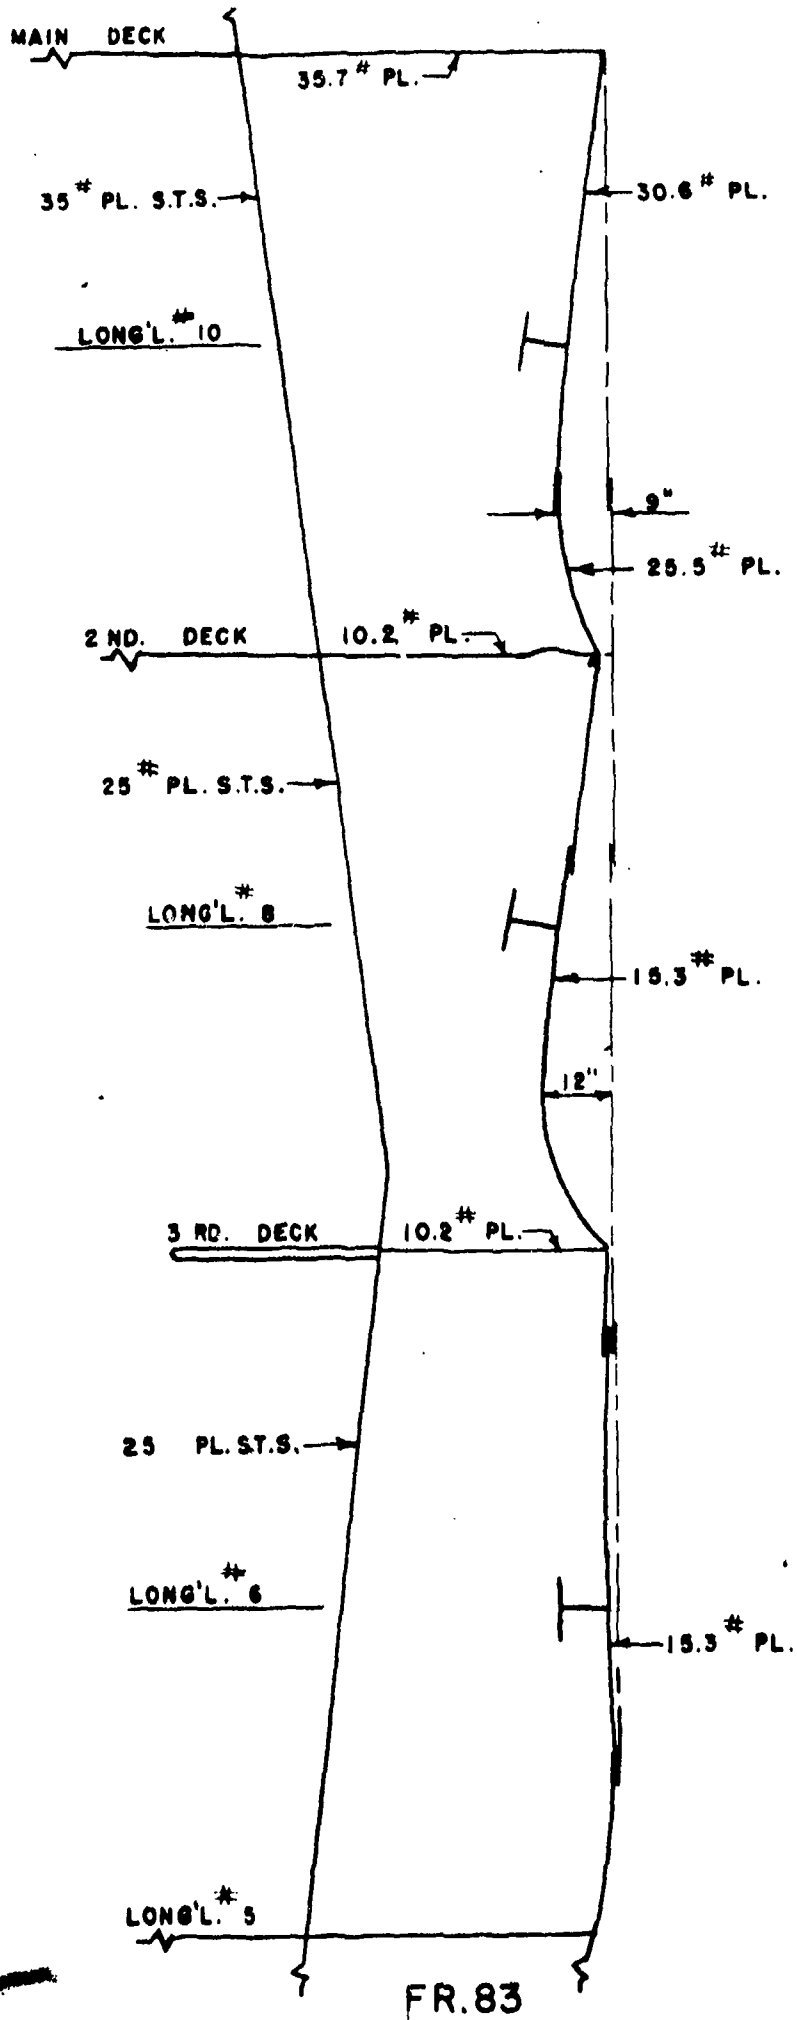 MAIN DECK
35.7# PL.
35# PL. S.T.S.
30.6# PL.
LONG'L. # 10
9"
25.5# PL.
2 ND. DECK
10.2# PL.
25# PL. S.T.S.
LONG'L. # 8
15.3# PL.
12"
3 RD. DECK
10.2# PL.
25 PL. S.T.S.
LONG'L. # 6
15.3# PL.
LONG'L. # 5
FR. 83